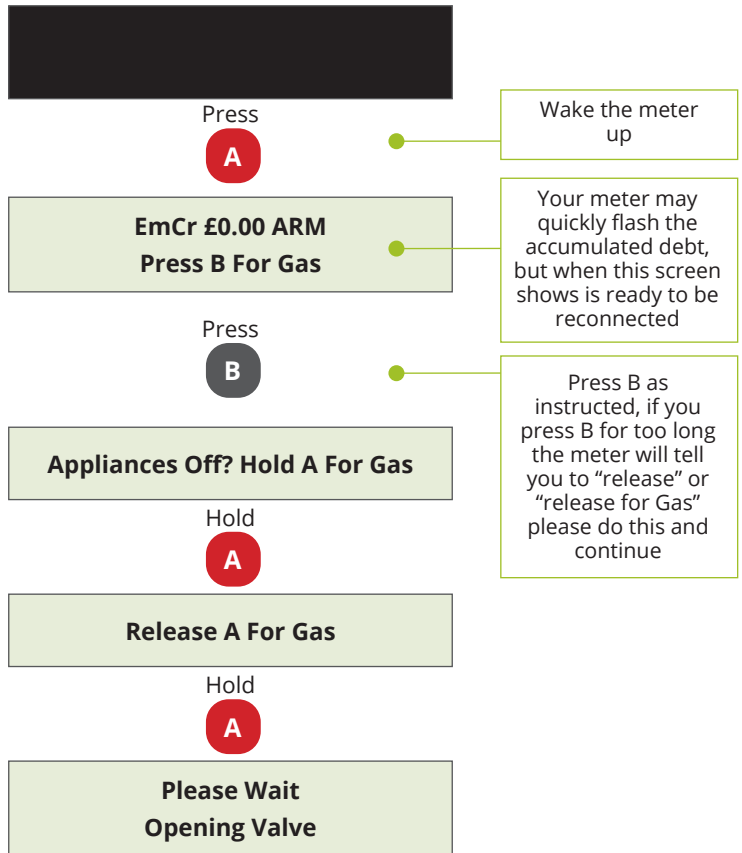 Press
A
Wake the meter
up
EmCr £0.00 ARM
Press B For Gas
Your meter may
quickly flash the
accumulated debt,
but when this screen
shows is ready to be
reconnected
Press
B
Press B as
instructed, if you
press B for too long
the meter will tell
you to “release” or
“release for Gas”
please do this and
continue
Appliances Off? Hold A For Gas
Hold
A
Release A For Gas
Hold
A
Please Wait
Opening Valve